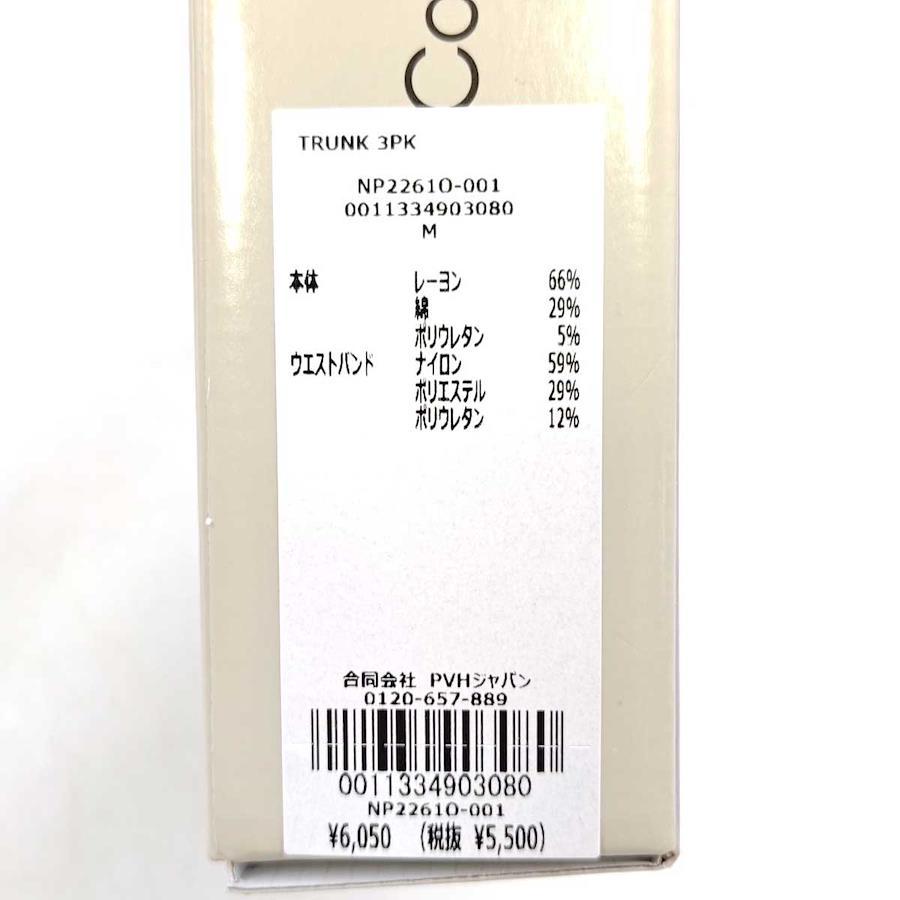 Co
TRUNK 3PK
NP2261O-001
0011334903080
M
本体 レーヨン 66%
綿 29%
ポリウレタン 5%
ウエストバンド ナイロン 59%
ポリエステル 29%
ポリウレタン 12%
合同会社 PVHジャパン
0120-657-889
0011334903080
NP2261O-001
¥6,050 (税抜 ¥5,500)